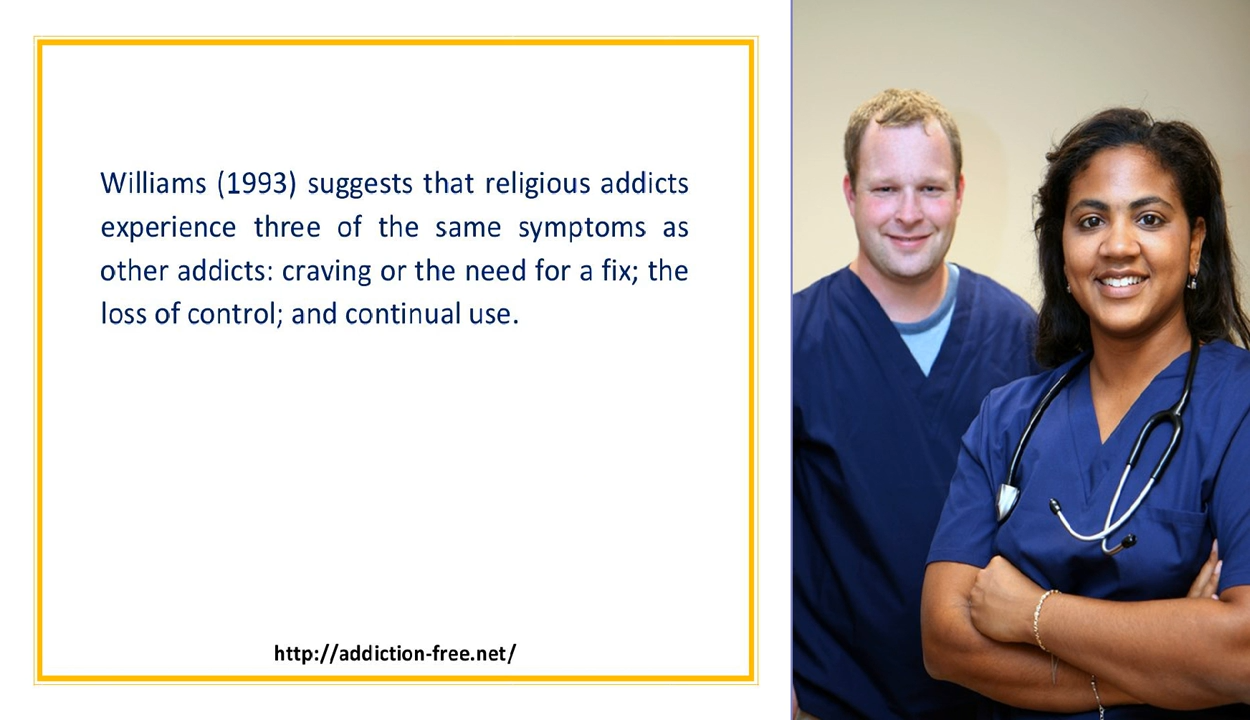 Williams (1993) suggests that religious addicts
experience three of the same symptoms as
other addicts: craving or the need for a fix; the
loss of control; and continual use.
http://addiction-free.net/